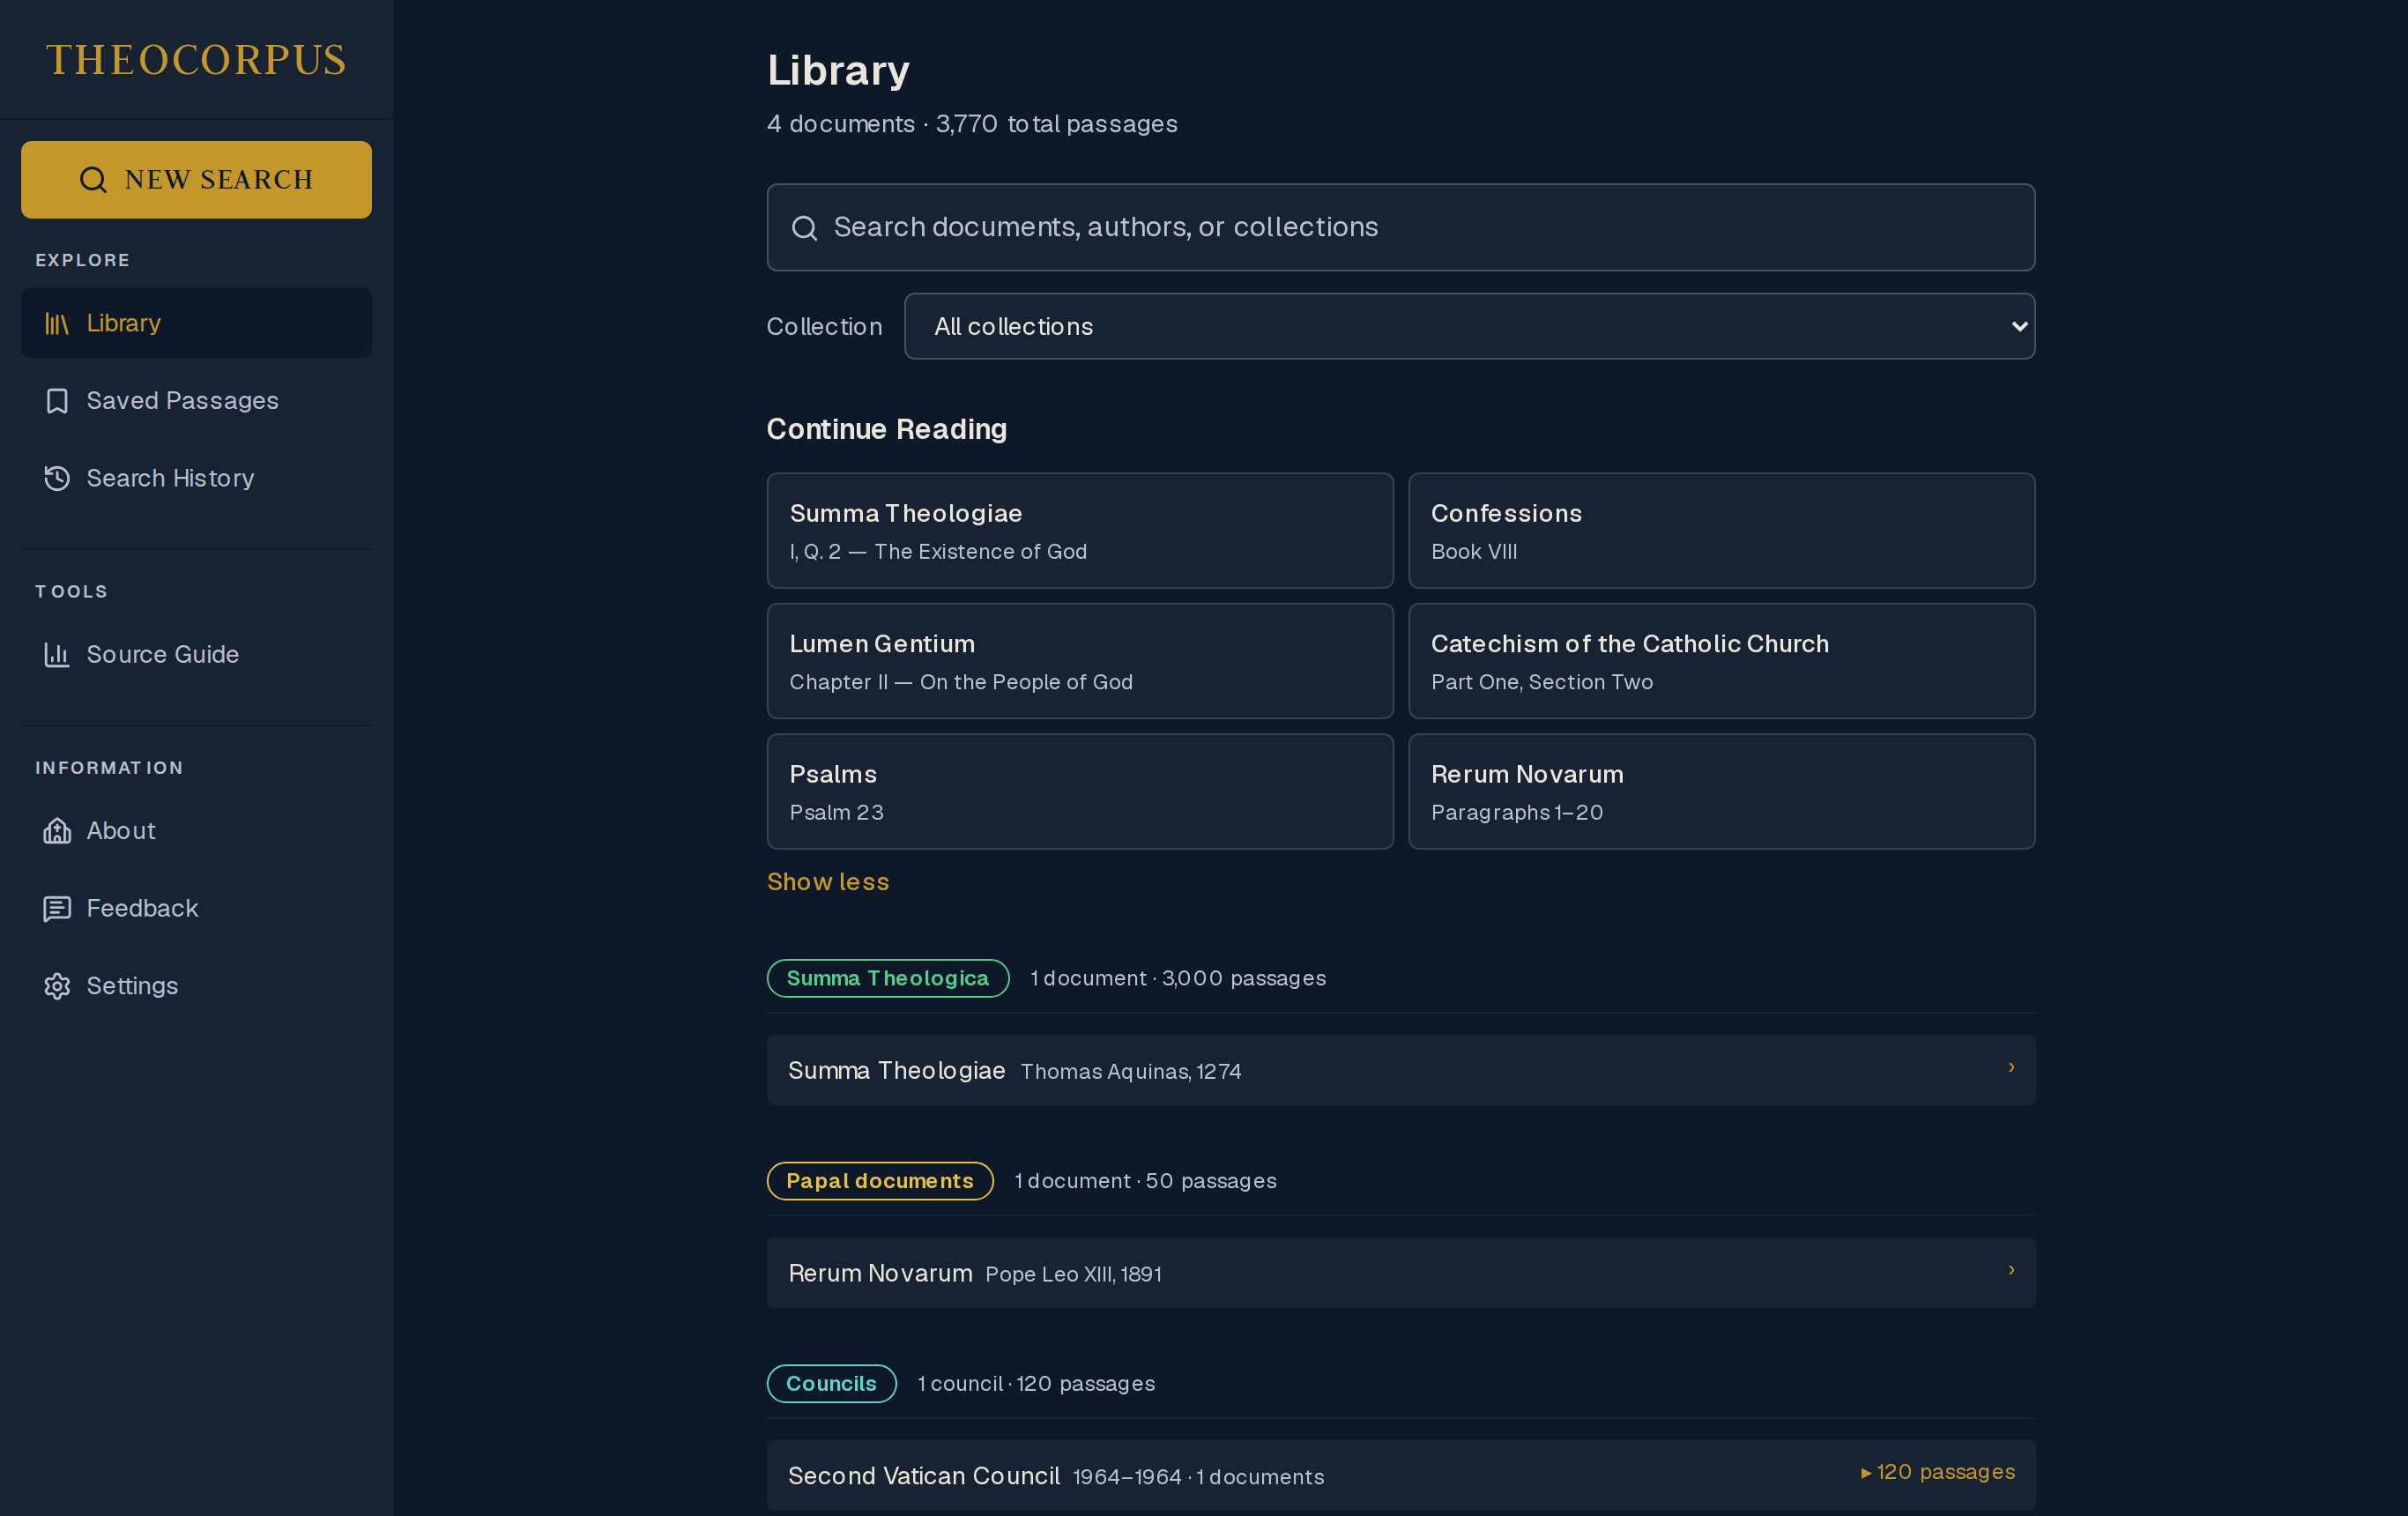 THEOCORPUS
NEW SEARCH
EXPLORE
Library
Saved Passages
Search History
TOOLS
Source Guide
INFORMATION
About
Feedback
Settings
Library
4 documents · 3,770 total passages
Search documents, authors, or collections
Collection
All collections
Continue Reading
Summa Theologiae
I, Q. 2 — The Existence of God
Confessions
Book VIII
Lumen Gentium
Chapter II — On the People of God
Catechism of the Catholic Church
Part One, Section Two
Psalms
Psalm 23
Rerum Novarum
Paragraphs 1–20
Show less
Summa Theologica 1 document · 3,000 passages
Summa Theologiae Thomas Aquinas, 1274 ›
Papal documents 1 document · 50 passages
Rerum Novarum Pope Leo XIII, 1891 ›
Councils 1 council · 120 passages
Second Vatican Council 1964–1964 · 1 documents ▸ 120 passages